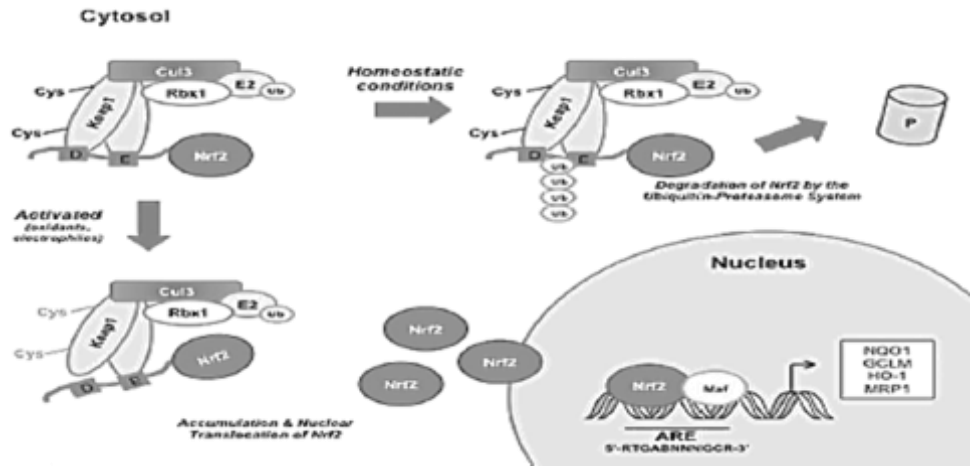 Cytosol
Cul3
Rbx1
E2
Ub
Cys
Keap1
Cys
D
E
Nrf2
Homeostatic
conditions
Cul3
Rbx1
E2
Ub
Cys
Keap1
Cys
D
E
Nrf2
Ub
Ub
Ub
Ub
P
Degradation of Nrf2 by the
Ubiquitin-Proteasome System
Activated
(oxidants,
electrophiles)
Cul3
Rbx1
E2
Ub
Cys
Keap1
Cys
D
E
Nrf2
Nrf2
Nrf2
Nrf2
Accumulation & Nuclear
Translocation of Nrf2
Nucleus
Nrf2
Maf
NQO1
GCLM
HO-1
MRP1
ARE
5'-RTGABNNNGCR-3'